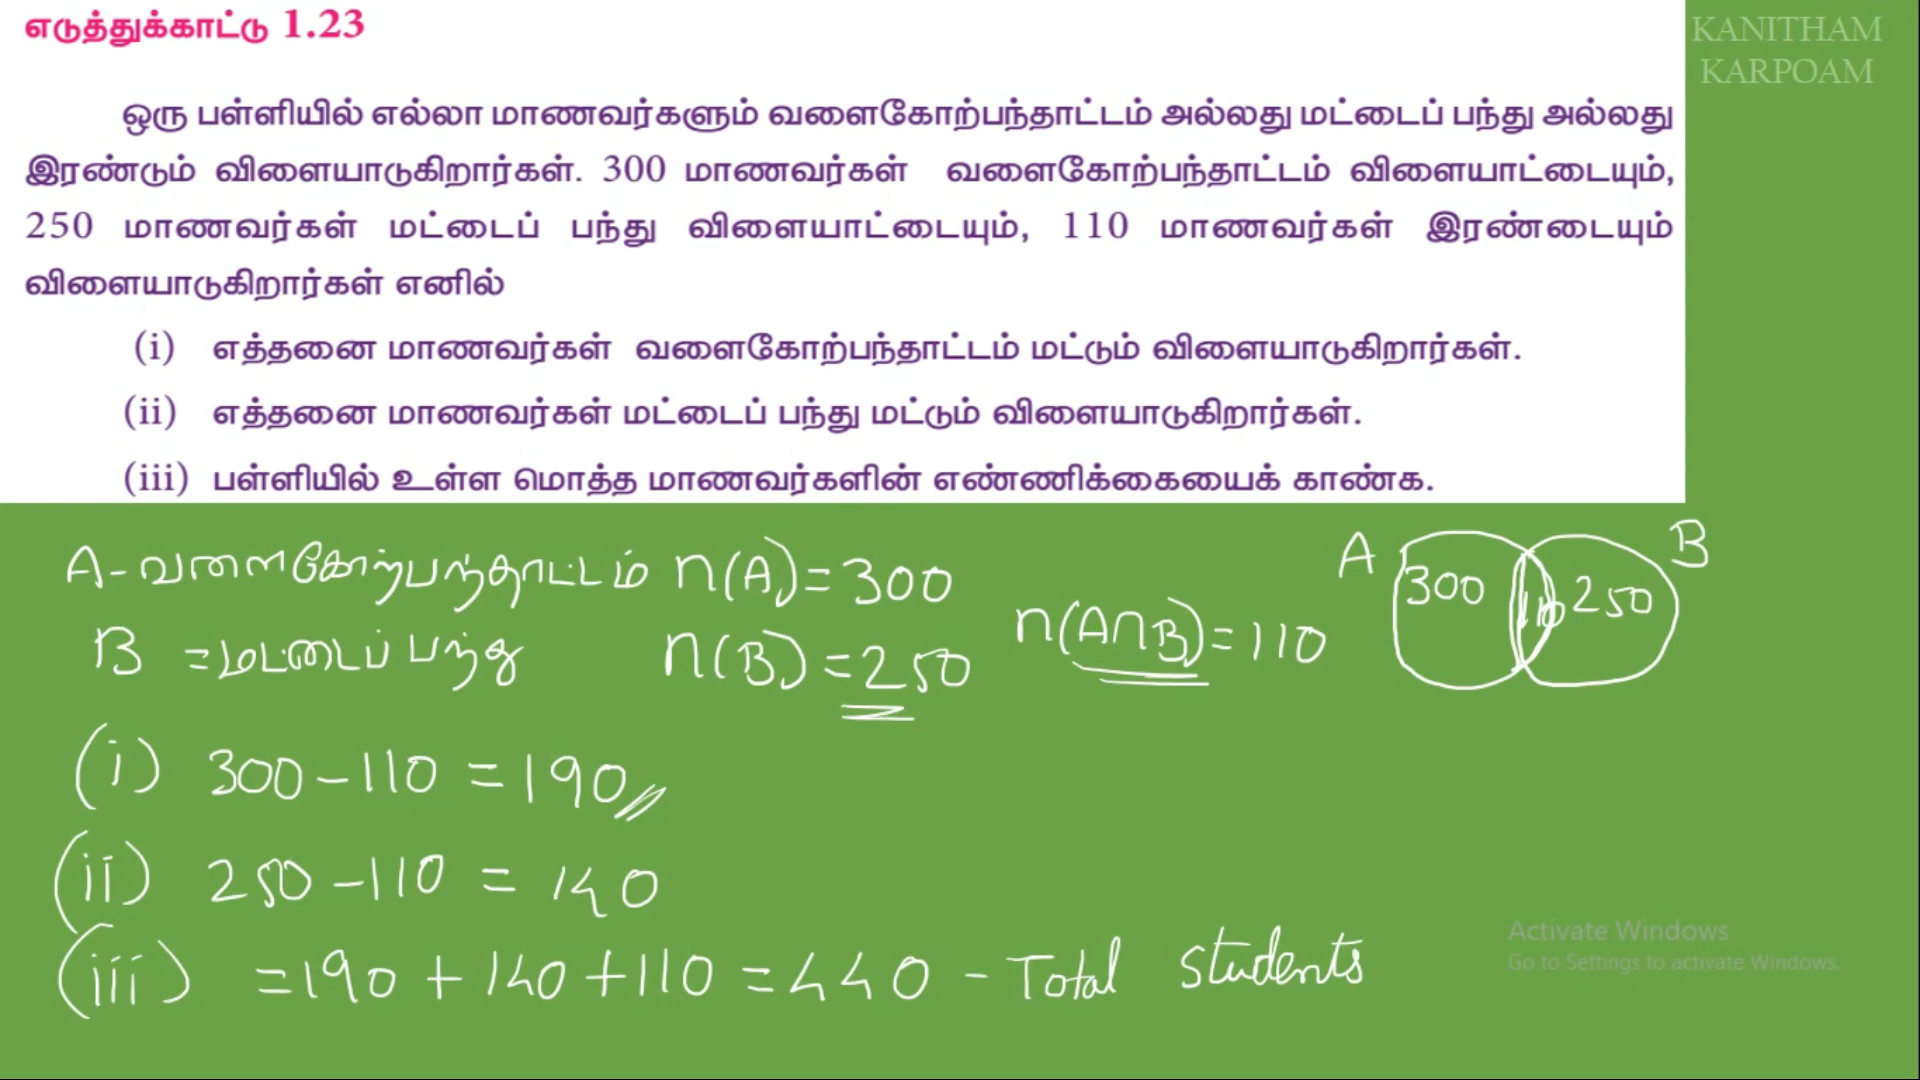 எடுத்துக்காட்டு 1.23
KANITHAM
KARPOAM
ஒரு பள்ளியில் எல்லா மாணவர்களும் வளைகோற்பந்தாட்டம் அல்லது மட்டைப் பந்து அல்லது
இரண்டும் விளையாடுகிறார்கள். 300 மாணவர்கள் வளைகோற்பந்தாட்டம் விளையாட்டையும்,
250 மாணவர்கள் மட்டைப் பந்து விளையாட்டையும், 110 மாணவர்கள் இரண்டையும்
விளையாடுகிறார்கள் எனில்
(i) எத்தனை மாணவர்கள் வளைகோற்பந்தாட்டம் மட்டும் விளையாடுகிறார்கள்.
(ii) எத்தனை மாணவர்கள் மட்டைப் பந்து மட்டும் விளையாடுகிறார்கள்.
(iii) பள்ளியில் உள்ள மொத்த மாணவர்களின் எண்ணிக்கையைக் காண்க.
A - வளைகோற்பந்தாட்டம் n(A) = 300
B = மட்டைப் பந்து n(B) = 250 n(A∩B) = 110
A 300 110 250 B
(i) 300 - 110 = 190
(ii) 250 - 110 = 140
(iii) = 190 + 140 + 110 = 440 - Total students
Activate Windows
Go to Settings to activate Windows.